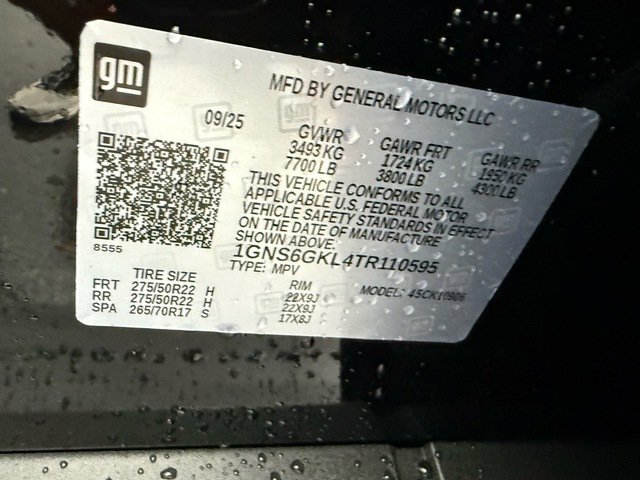 gm
MFD BY GENERAL MOTORS LLC
09/25
GVWR GAWR FRT GAWR RR
3493 KG 1724 KG 1950 KG
7700 LB 3800 LB 4300 LB
THIS VEHICLE CONFORMS TO ALL
APPLICABLE U.S. FEDERAL MOTOR
VEHICLE SAFETY STANDARDS IN EFFECT
ON THE DATE OF MANUFACTURE
SHOWN ABOVE.
8555
1GNS6GKL4TR110595
TYPE: MPV
MODEL: 4SCK10906
TIRE SIZE RIM
FRT 275/50R22 H 22X9J
RR 275/50R22 H 22X9J
SPA 265/70R17 S 17X8J